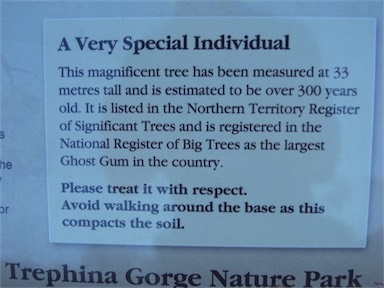 A Very Special Individual
This magnificent tree has been measured at 33
metres tall and is estimated to be over 300 years
old. It is listed in the Northern Territory Register
of Significant Trees and is registered in the
National Register of Big Trees as the largest
Ghost Gum in the country.
Please treat it with respect.
Avoid walking around the base as this
compacts the soil.
Trephina Gorge Nature Park